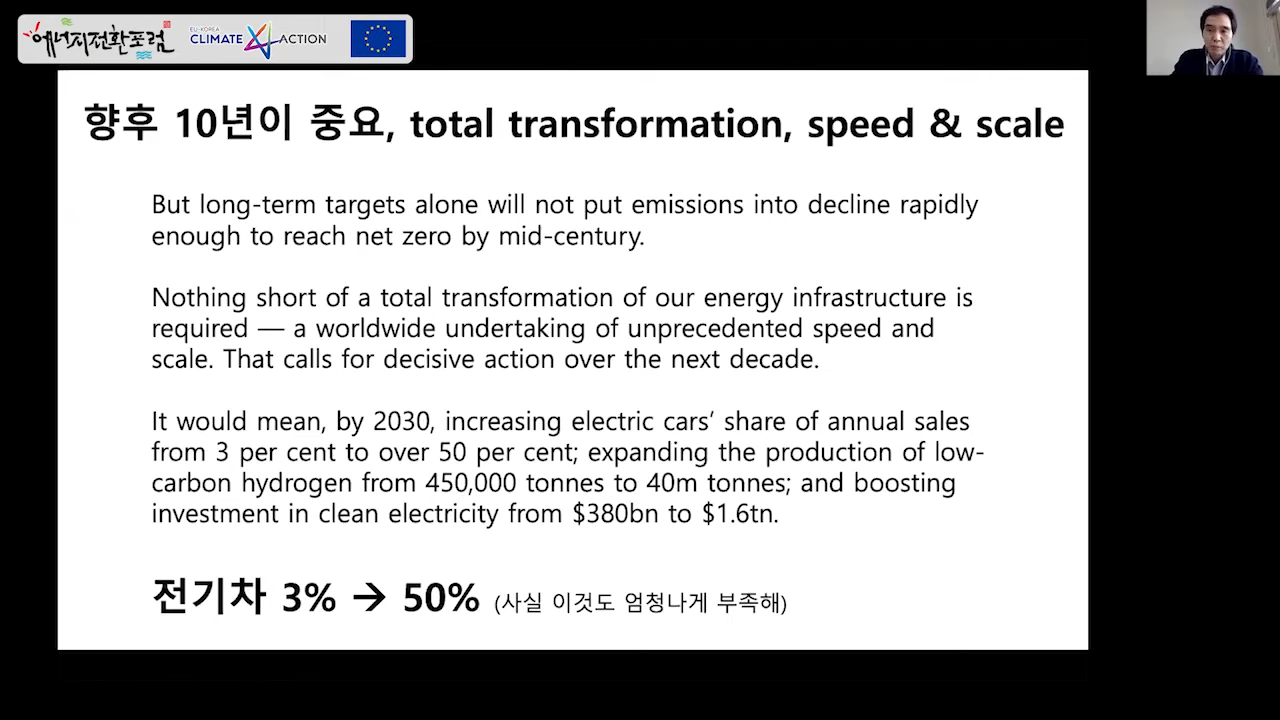 에너지전환포럼
EU-KOREA
CLIMATE ACTION
향후 10년이 중요, total transformation, speed & scale
But long-term targets alone will not put emissions into decline rapidly
enough to reach net zero by mid-century.
Nothing short of a total transformation of our energy infrastructure is
required — a worldwide undertaking of unprecedented speed and
scale. That calls for decisive action over the next decade.
It would mean, by 2030, increasing electric cars’ share of annual sales
from 3 per cent to over 50 per cent; expanding the production of low-
carbon hydrogen from 450,000 tonnes to 40m tonnes; and boosting
investment in clean electricity from $380bn to $1.6tn.
전기차 3% → 50% (사실 이것도 엄청나게 부족해)